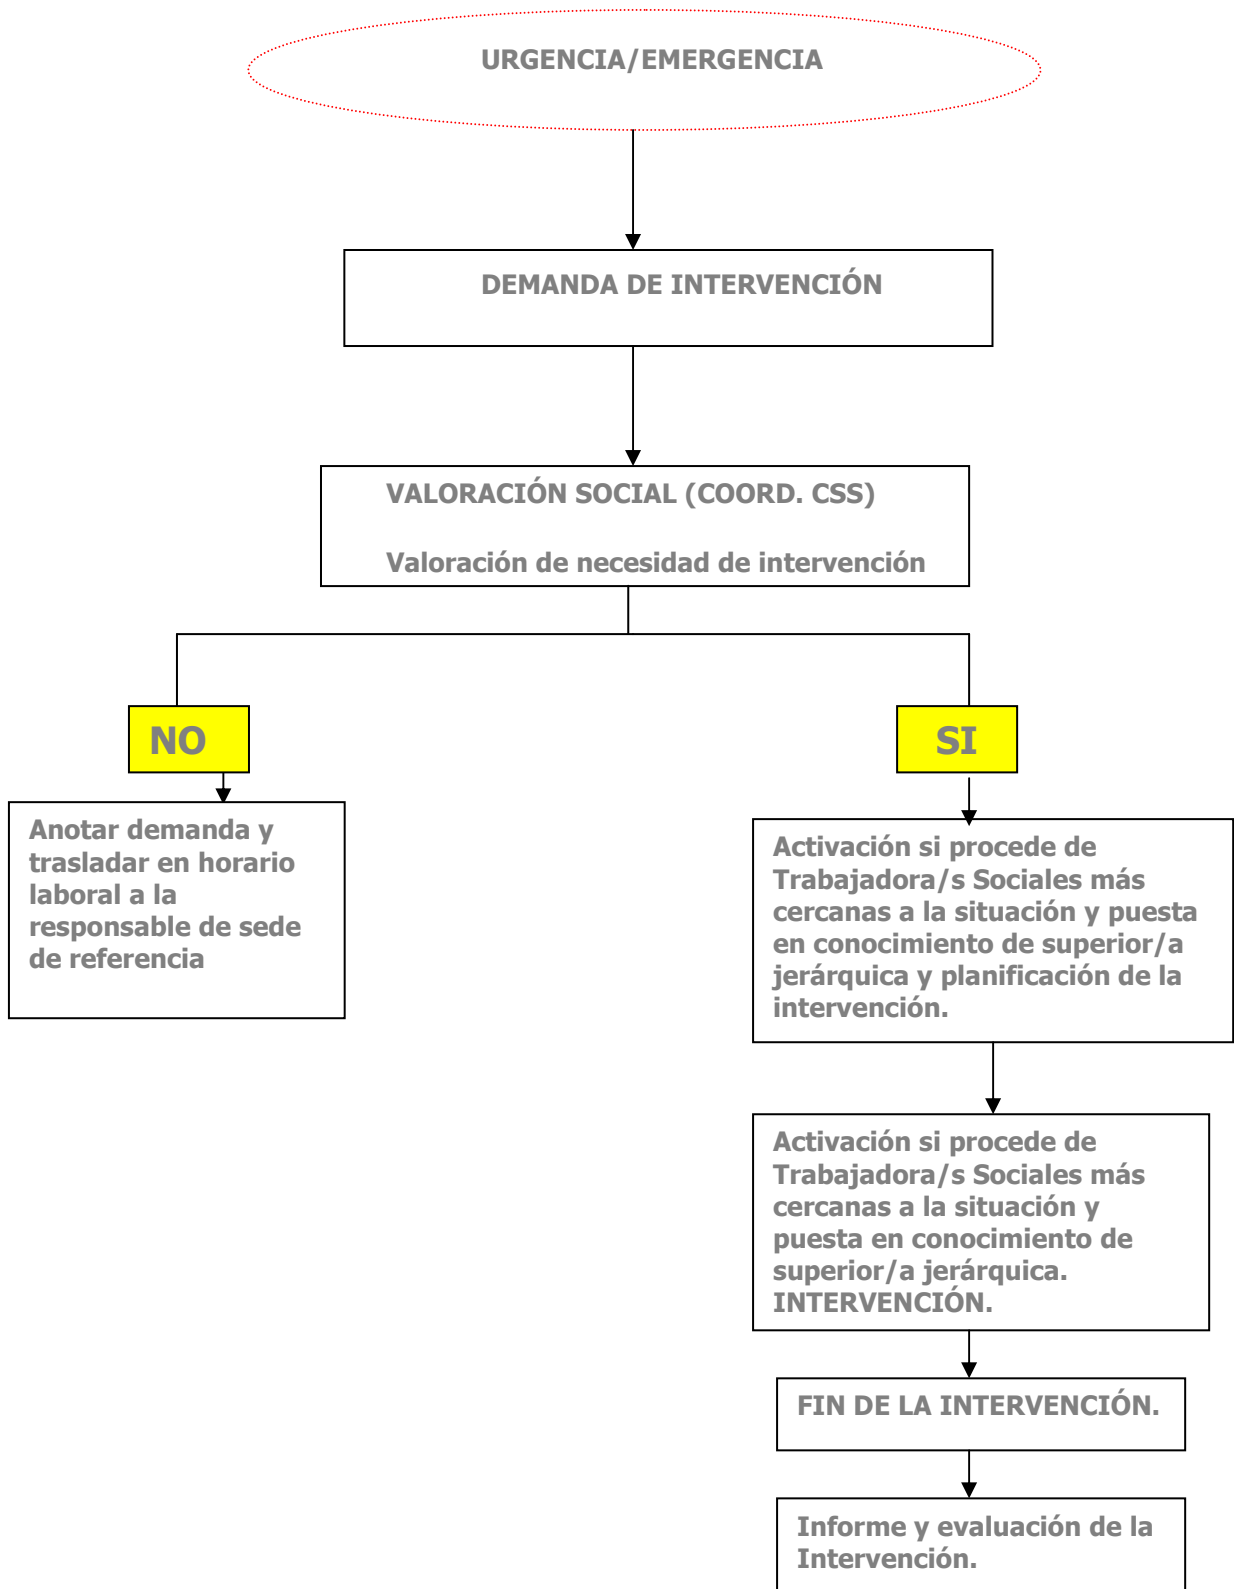 URGENCIA/EMERGENCIA
DEMANDA DE INTERVENCIÓN
VALORACIÓN SOCIAL (COORD. CSS)
Valoración de necesidad de intervención
NO
SI
Anotar demanda y
trasladar en horario
laboral a la
responsable de sede
de referencia
Activación si procede de
Trabajadora/s Sociales más
cercanas a la situación y puesta
en conocimiento de superior/a
jerárquica y planificación de la
intervención.
Activación si procede de
Trabajadora/s Sociales más
cercanas a la situación y
puesta en conocimiento de
superior/a jerárquica.
INTERVENCIÓN.
FIN DE LA INTERVENCIÓN.
Informe y evaluación de la
Intervención.